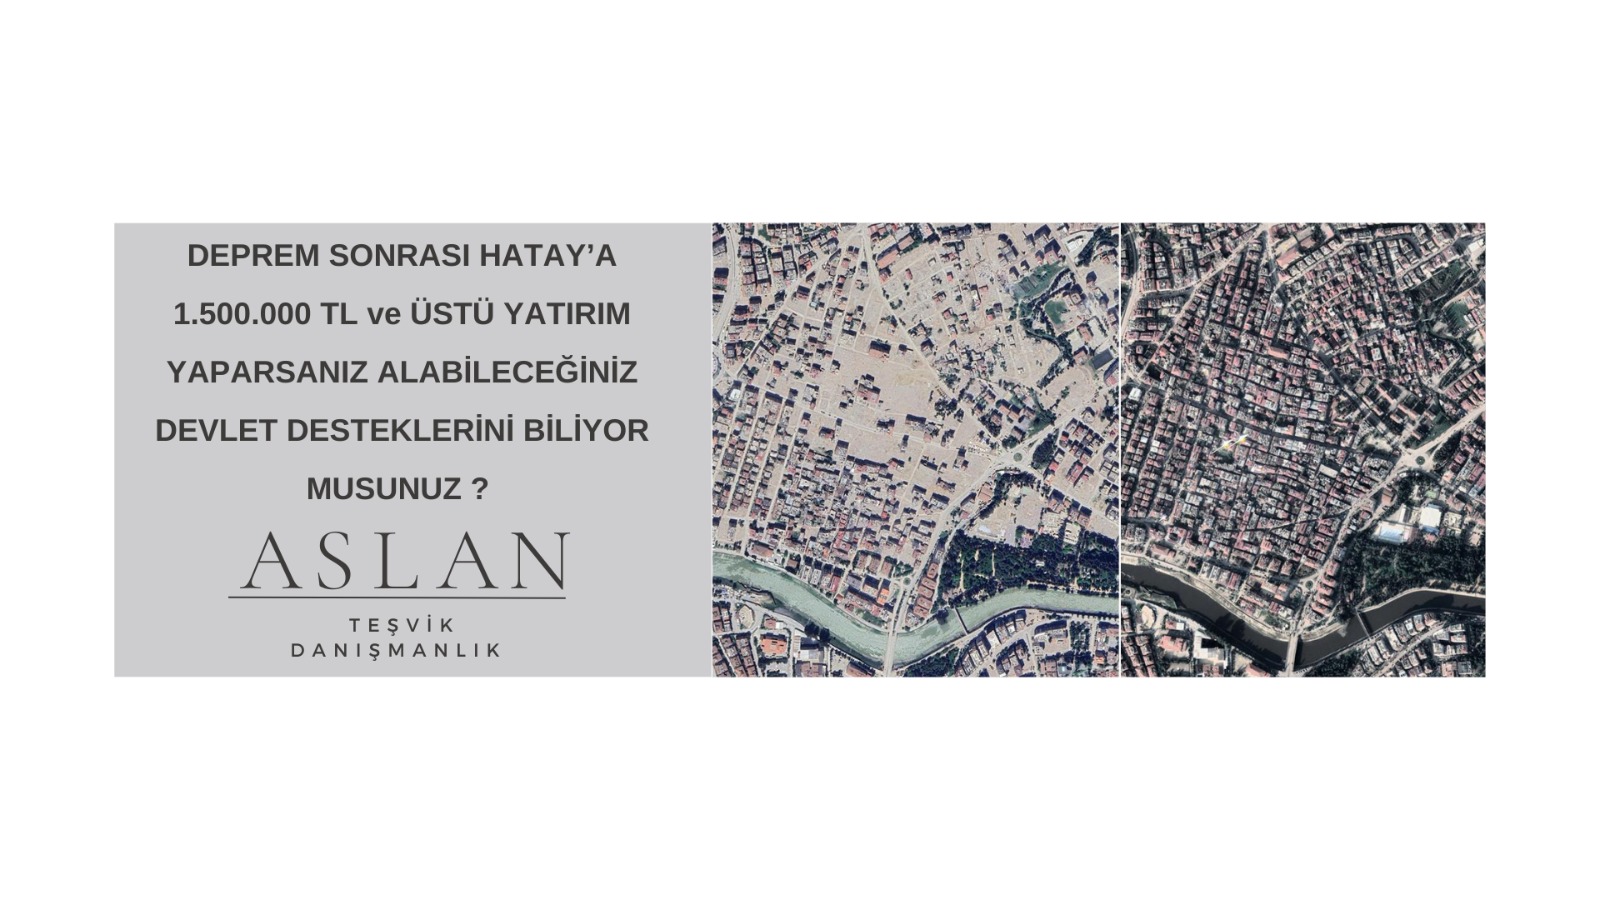 DEPREM SONRASI HATAY’A
1.500.000 TL ve ÜSTÜ YATIRIM
YAPARSANIZ ALABİLECEĞİNİZ
DEVLET DESTEKLERİNİ BİLİYOR
MUSUNUZ ?
ASLAN
TEŞVİK
DANIŞMANLIK